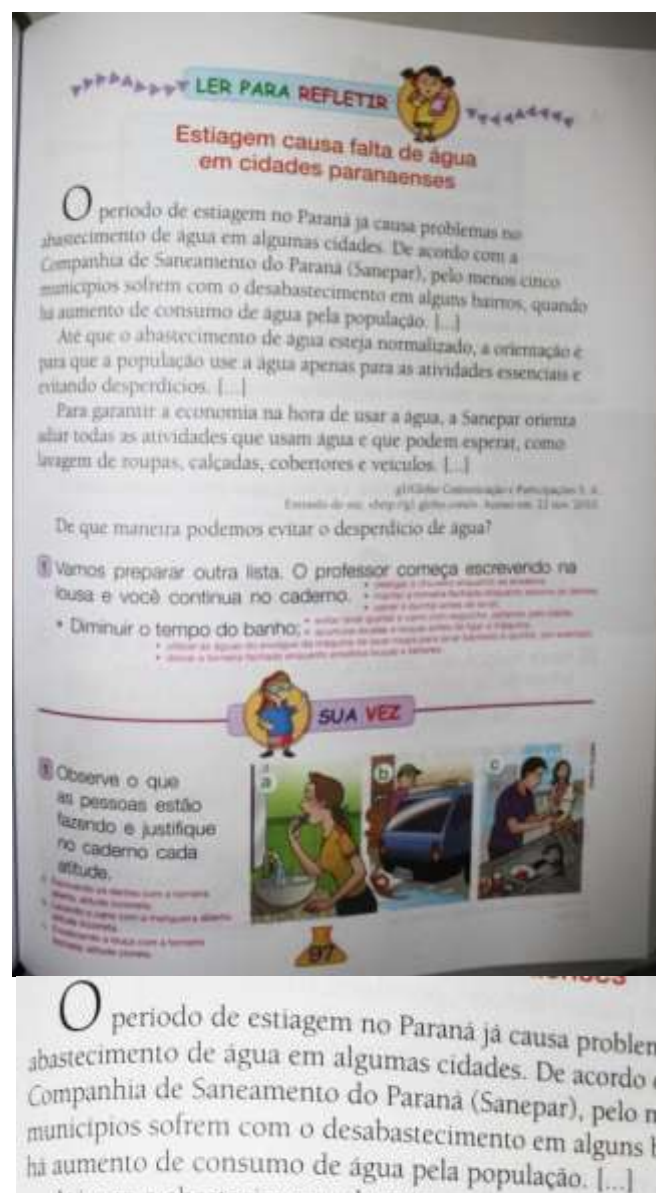 LER PARA REFLETIR
Estiagem causa falta de água
em cidades paranaenses
O período de estiagem no Paraná já causa problemas no
abastecimento de água em algumas cidades. De acordo com a
Companhia de Saneamento do Paraná (Sanepar), pelo menos cinco
municípios sofrem com o desabastecimento em alguns bairros, quando
há aumento de consumo de água pela população. [...]
Até que o abastecimento de água esteja normalizado, a orientação é
para que a população use a água apenas para as atividades essenciais e
evitando desperdícios. [...]
Para garantir a economia na hora de usar a água, a Sanepar orienta
adiar todas as atividades que usam água e que podem esperar, como
lavagem de roupas, calçadas, cobertores e veículos. [...]
De que maneira podemos evitar o desperdício de água?
1 Vamos preparar outra lista. O professor começa escrevendo na
lousa e você continua no caderno.
• Diminuir o tempo do banho;
SUA VEZ
1 Observe o que
as pessoas estão
fazendo e justifique
no caderno cada
atitude.
a
b
c
97
O período de estiagem no Paraná já causa problem
abastecimento de água em algumas cidades. De acordo
Companhia de Saneamento do Paraná (Sanepar), pelo
municípios sofrem com o desabastecimento em alguns
há aumento de consumo de água pela população. [...]